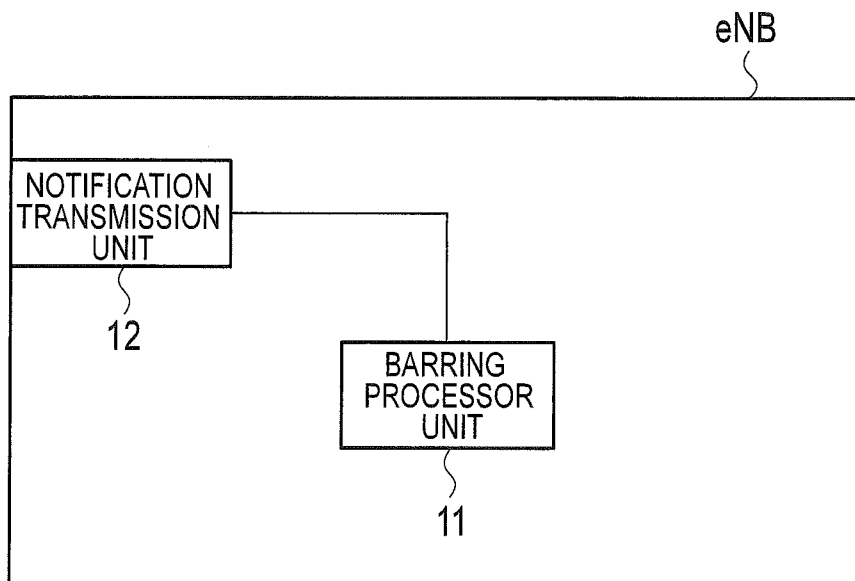 eNB
NOTIFICATION
TRANSMISSION
UNIT
12
BARRING
PROCESSOR
UNIT
11